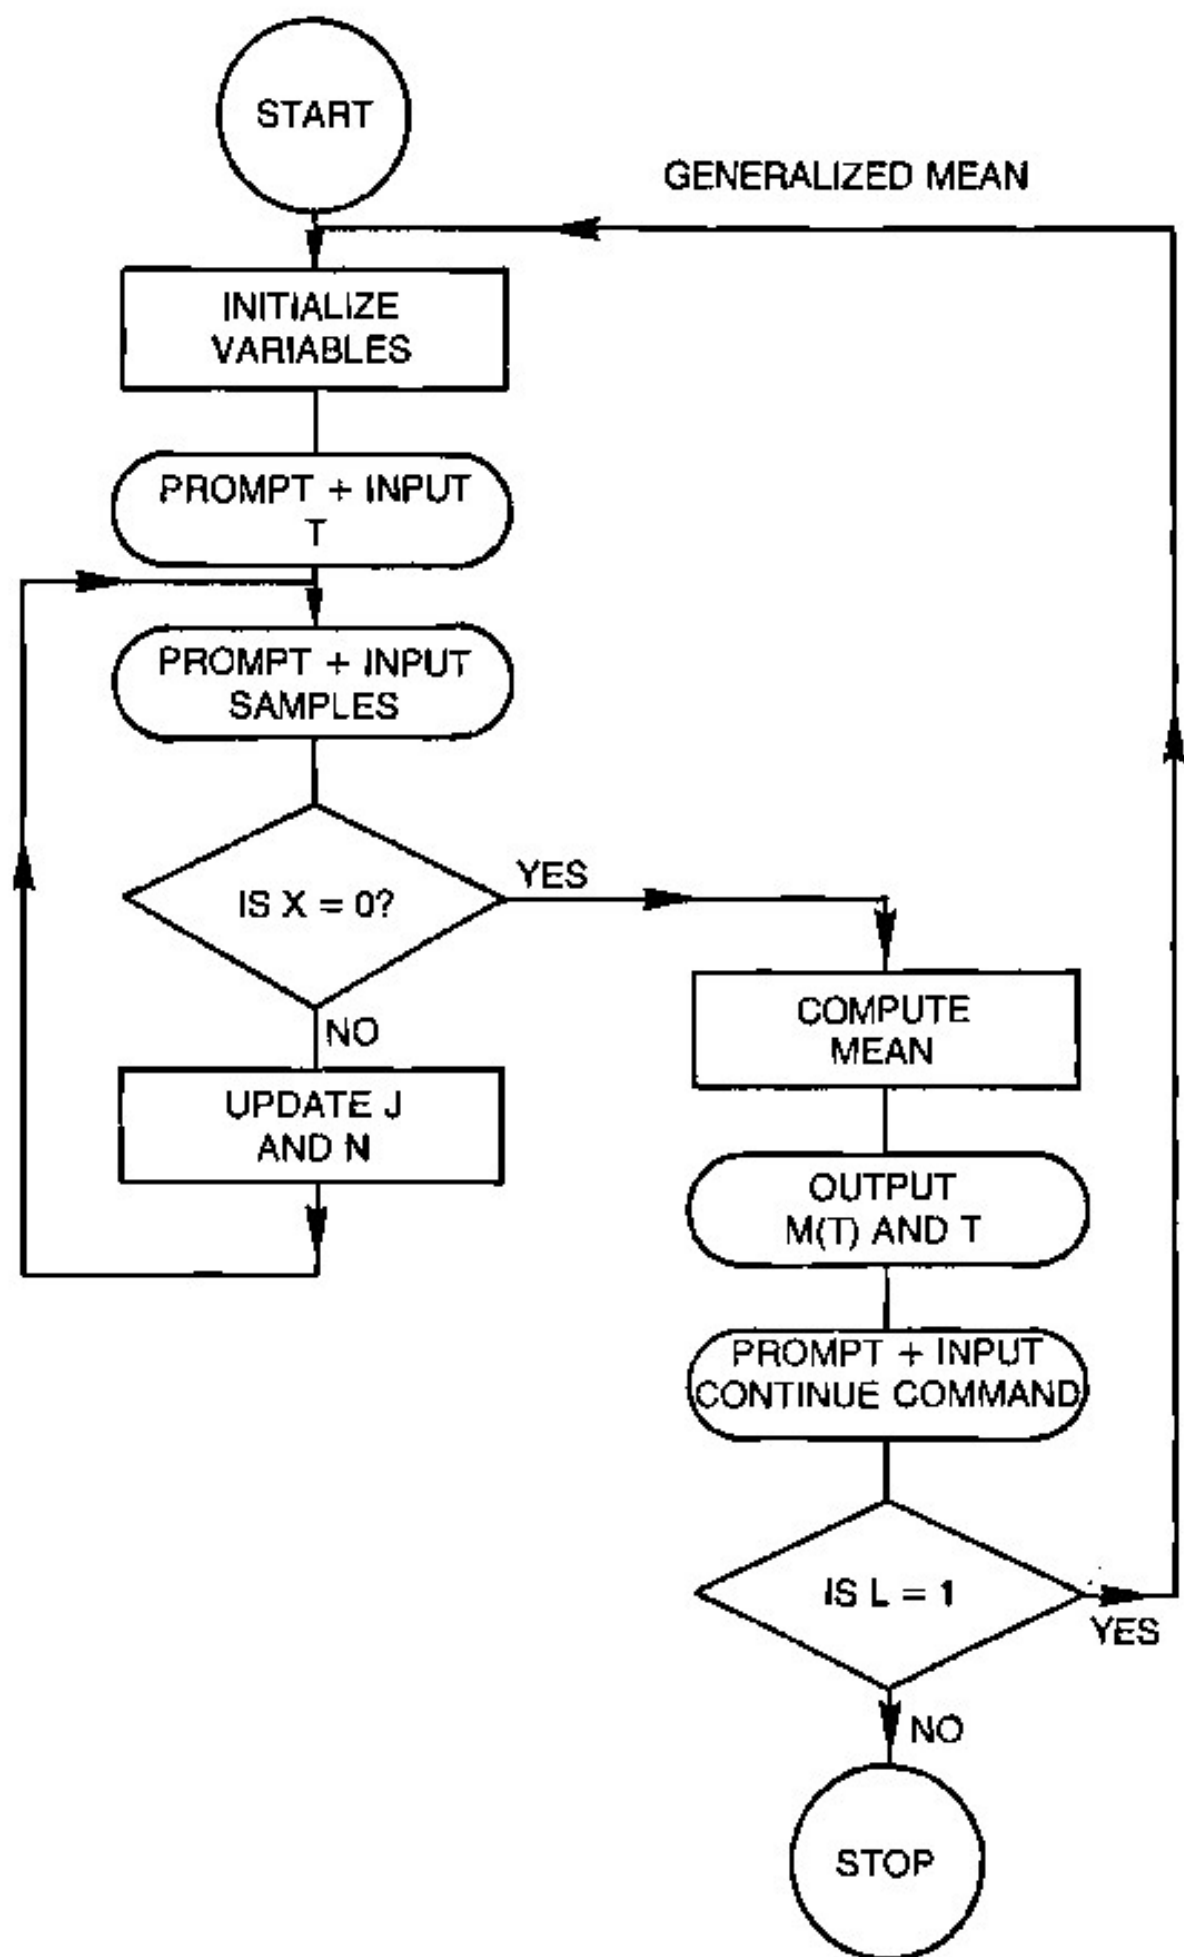 START
GENERALIZED MEAN
INITIALIZE
VARIABLES
PROMPT + INPUT
T
PROMPT + INPUT
SAMPLES
IS X = 0?
YES
NO
UPDATE J
AND N
COMPUTE
MEAN
OUTPUT
M(T) AND T
PROMPT + INPUT
CONTINUE COMMAND
IS L = 1
YES
NO
STOP